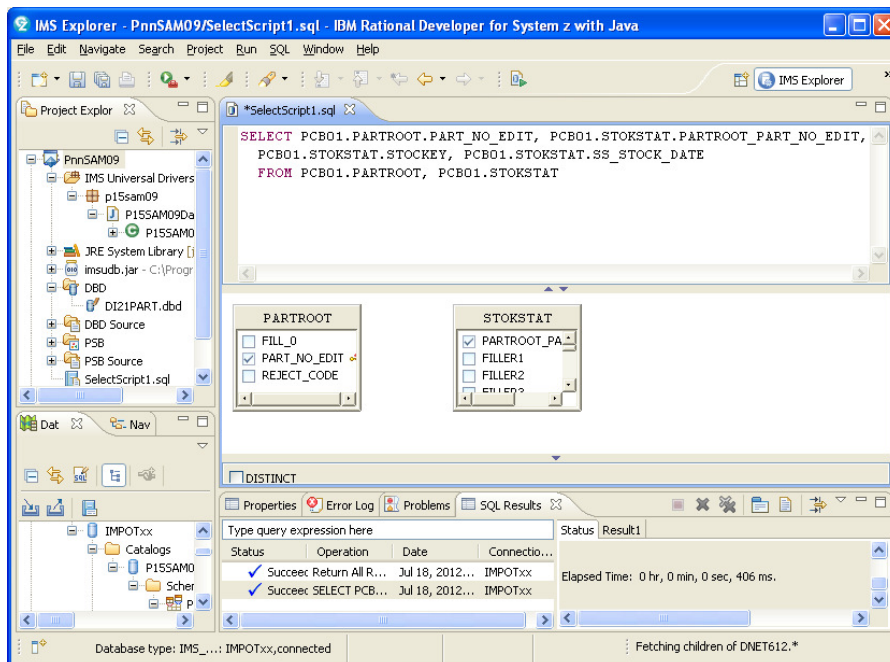 IMS Explorer - PnnSAM09/SelectScript1.sql - IBM Rational Developer for System z with Java
File Edit Navigate Search Project Run SQL Window Help
IMS Explorer
Project Explor
PnnSAM09
IMS Universal Drivers
p15sam09
P15SAM09Da
P15SAM0
JRE System Library [j
imsudb.jar - C:\Progr
DBD
DI21PART.dbd
DBD Source
PSB
PSB Source
SelectScript1.sql
*SelectScript1.sql
SELECT PCB01.PARTROOT.PART_NO_EDIT, PCB01.STOKSTAT.PARTROOT_PART_NO_EDIT,
PCB01.STOKSTAT.STOCKEY, PCB01.STOKSTAT.SS_STOCK_DATE
FROM PCB01.PARTROOT, PCB01.STOKSTAT
PARTROOT
FILL_0
PART_NO_EDIT
REJECT_CODE
STOKSTAT
PARTROOT_PA
FILLER1
FILLER2
FILLER3
DISTINCT
Dat Nav
IMPOTxx
Catalogs
P15SAM0
Scher
P
Properties Error Log Problems SQL Results
Type query expression here
Status Operation Date Connectio...
Succeec Return All R... Jul 18, 2012... IMPOTxx
Succeec SELECT PCB... Jul 18, 2012... IMPOTxx
Status Result1
Elapsed Time: 0 hr, 0 min, 0 sec, 406 ms.
Database type: IMS_...: IMPOTxx,connected
Fetching children of DNET612.*